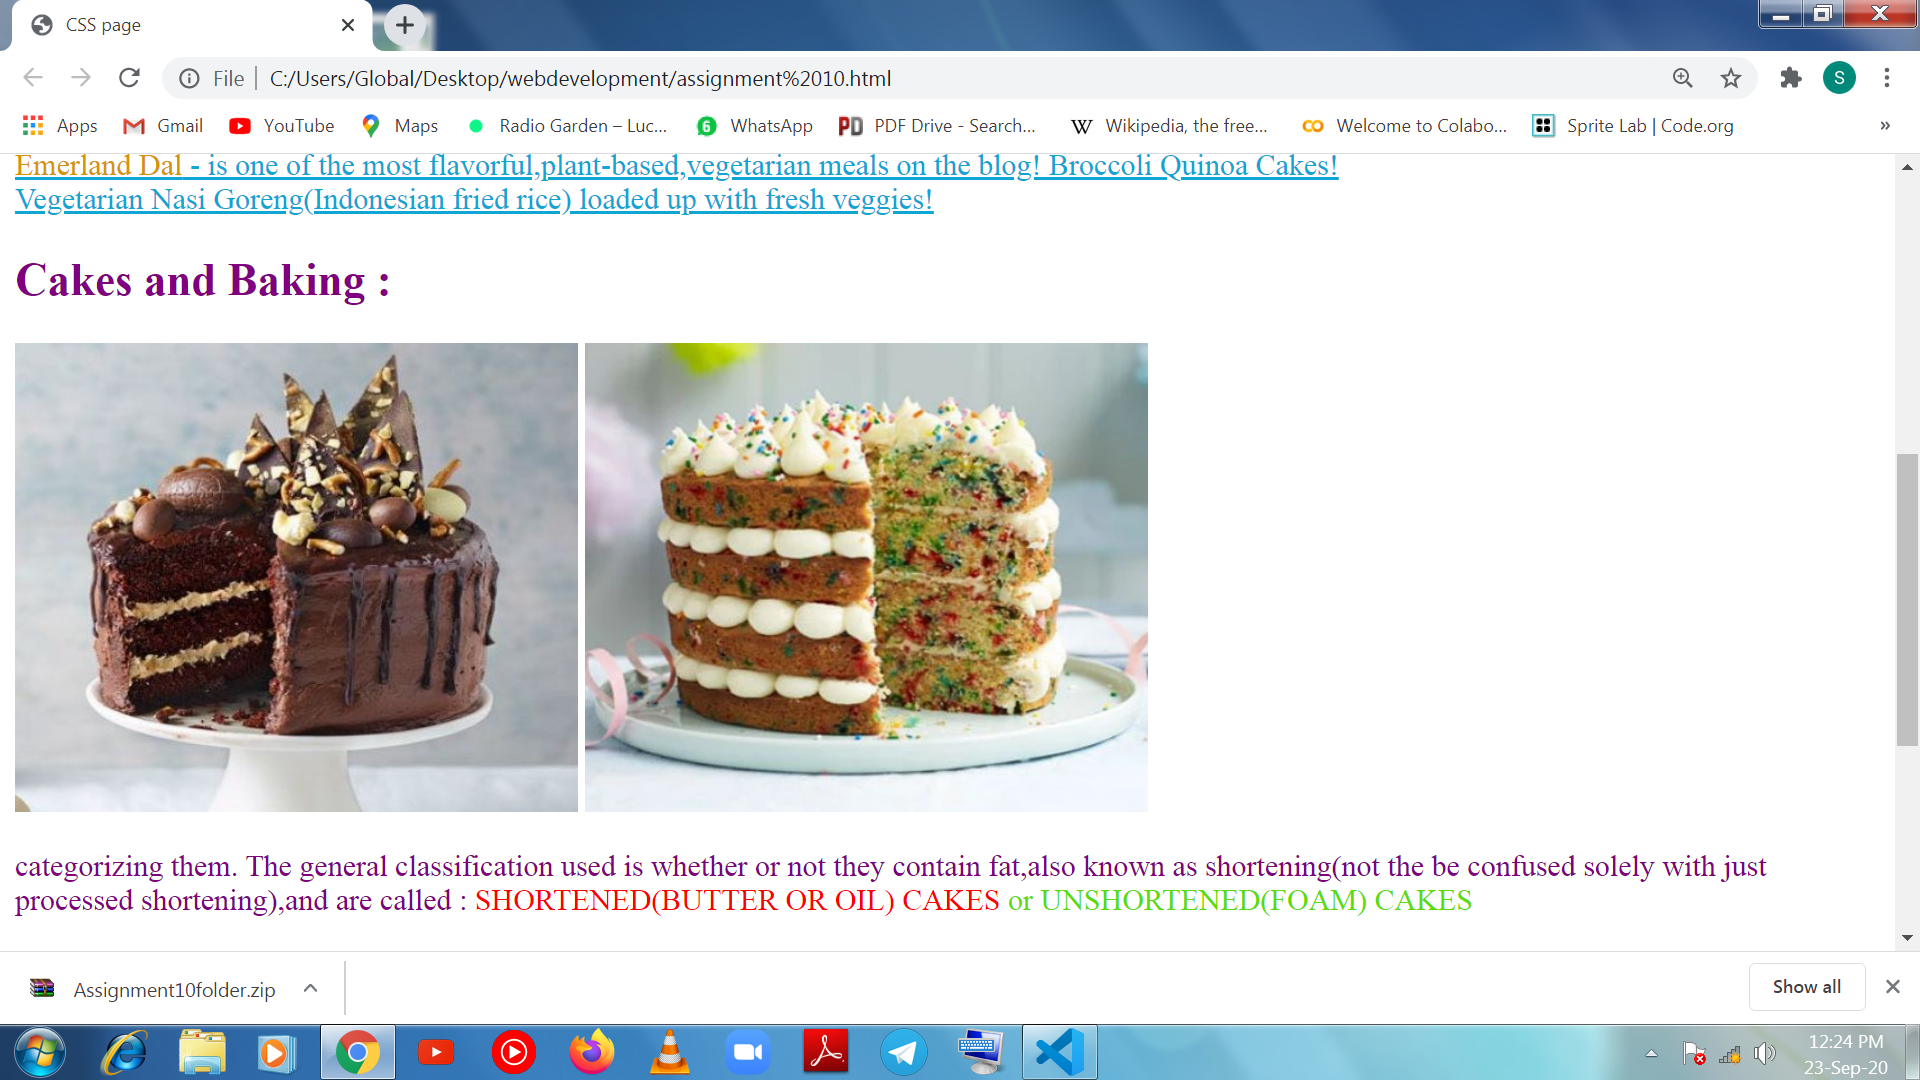 CSS page
File
C:/Users/Global/Desktop/webdevelopment/assignment%2010.html
S
Apps
Gmail
YouTube
Maps
Radio Garden – Luc...
6
WhatsApp
PD
PDF Drive - Search...
W
Wikipedia, the free...
Welcome to Colabo...
Sprite Lab | Code.org
»
Emerland Dal - is one of the most flavorful,plant-based,vegetarian meals on the blog! Broccoli Quinoa Cakes!
Vegetarian Nasi Goreng(Indonesian fried rice) loaded up with fresh veggies!
Cakes and Baking :
categorizing them. The general classification used is whether or not they contain fat,also known as shortening(not the be confused solely with just
processed shortening),and are called : SHORTENED(BUTTER OR OIL) CAKES or UNSHORTENED(FOAM) CAKES
Assignment10folder.zip
Show all
12:24 PM
23-Sep-20